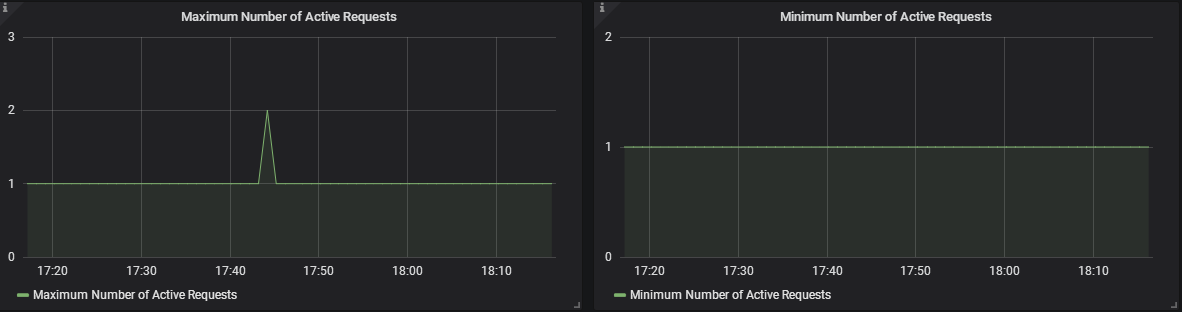 Maximum Number of Active Requests
3
2
1
0
17:20 17:30 17:40 17:50 18:00 18:10
Maximum Number of Active Requests
Minimum Number of Active Requests
2
1
0
17:20 17:30 17:40 17:50 18:00 18:10
Minimum Number of Active Requests